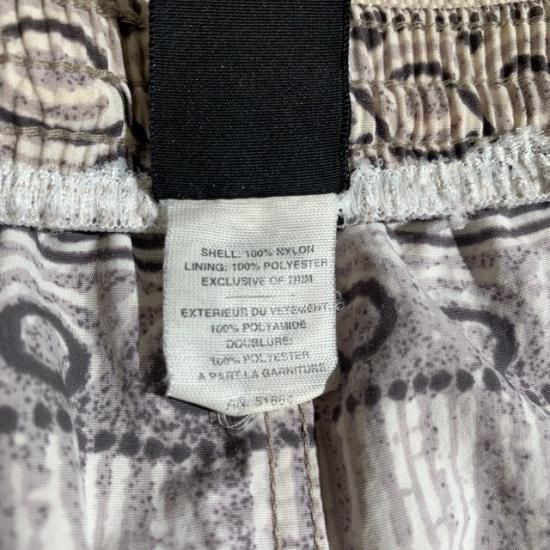 SHELL: 100% NYLON
LINING: 100% POLYESTER
EXCLUSIVE OF TRIM
EXTERIEUR DU VETEMENT:
100% POLYAMIDE
DOUBLURE:
100% POLYESTER
A PART LA GARNITURE